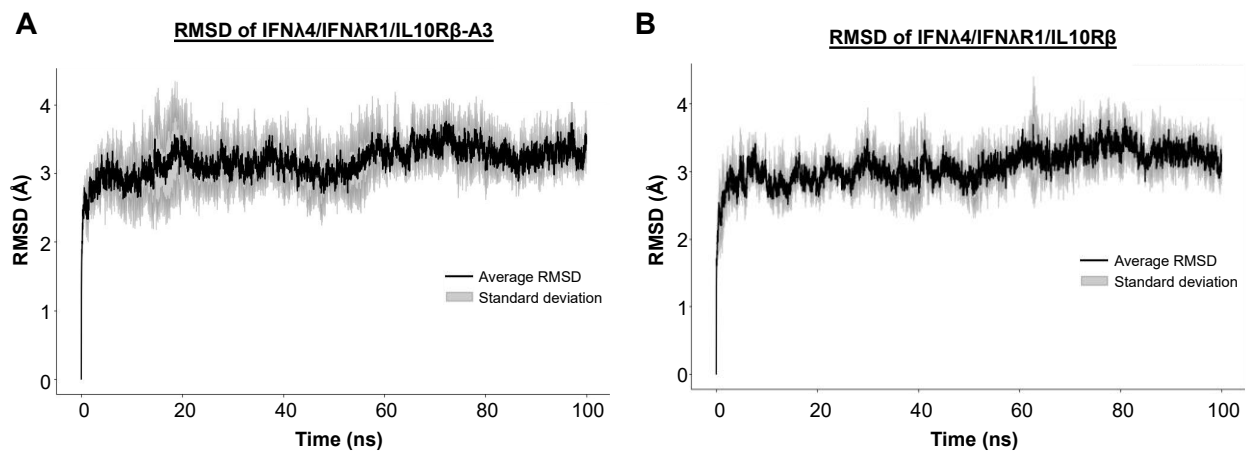 A
RMSD of IFNΛ4/IFNΛR1/IL10Rβ-A3
RMSD (Å)
4
3
2
1
0
Average RMSD
Standard deviation
0 20 40 60 80 100
Time (ns)
B
RMSD of IFNΛ4/IFNΛR1/IL10Rβ
RMSD (Å)
4
3
2
1
0
Average RMSD
Standard deviation
0 20 40 60 80 100
Time (ns)